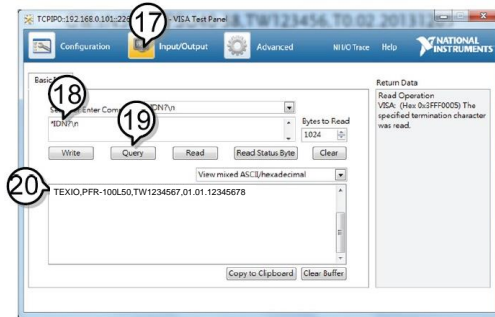 TCPIP0::192.168.0.101::226 - VISA Test Panel
17
Configuration Input/Output Advanced NI I/O Trace Help NATIONAL INSTRUMENTS
Return Data
18
Read Operation
VISA: (Hex 0x3FFF0005) The specified termination character was read.
Enter *IDN?\n
*IDN?\n
19
Bytes to Read
1024
Write Query Read Read Status Byte Clear
View mixed ASCII/hexadecimal
20
TEXIO,PFR-100L50,TW1234567,01.01.12345678
Copy to Clipboard Clear Buffer